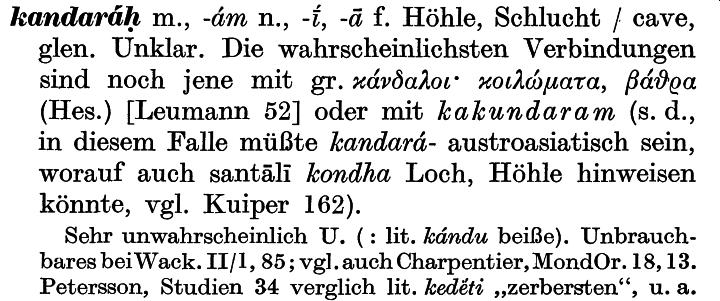 kandaráḥ m., -ám n., -ī́, -ā f. Höhle, Schlucht / cave,
glen. Unklar. Die wahrscheinlichsten Verbindungen
sind noch jene mit gr. κάνδαλοι· κοιλώματα, βάϑρα
(Hes.) [Leumann 52] oder mit kakundaram (s. d.,
in diesem Falle müßte kandará- austroasiatisch sein,
worauf auch santālī kondha Loch, Höhle hinweisen
könnte, vgl. Kuiper 162).
Sehr unwahrscheinlich U. (: lit. kándu beiße). Unbrauch-
bares bei Wack. II/1, 85; vgl. auch Charpentier, MondOr. 18, 13.
Petersson, Studien 34 verglich lit. kedëti „zerbersten“, u. a.